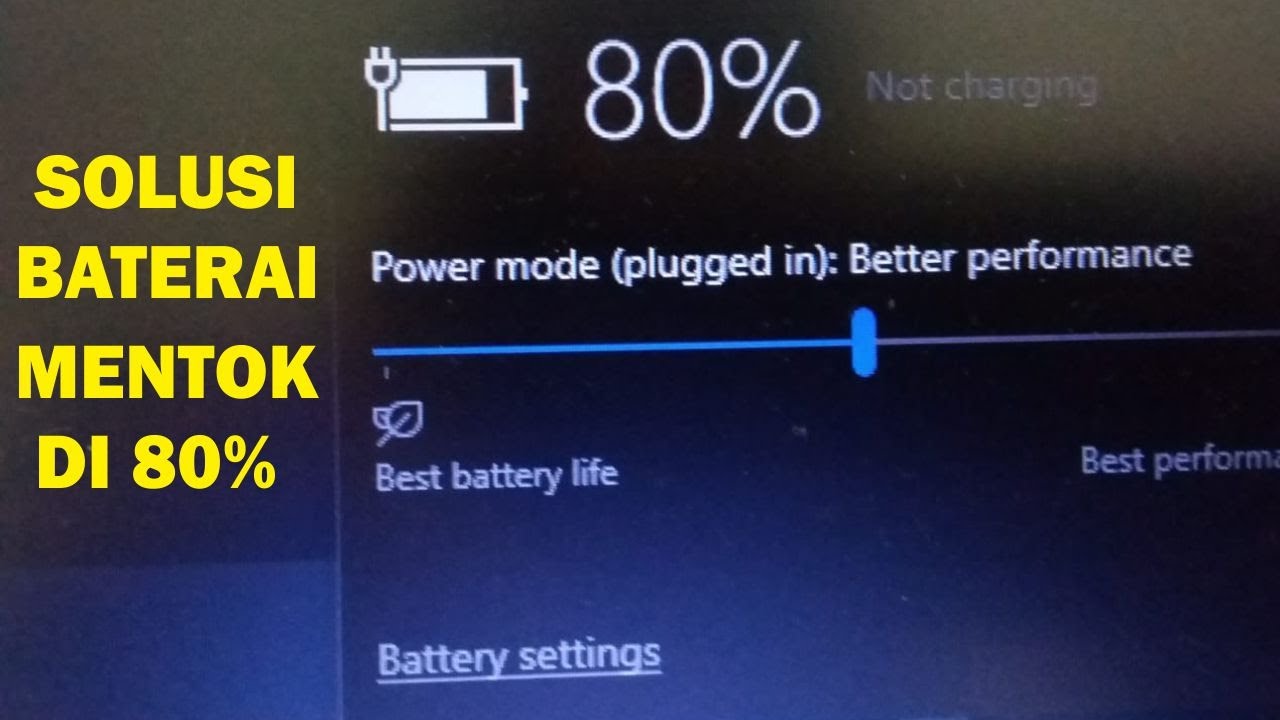 80% Not charging
SOLUSI
BATERAI
MENTOK
DI 80%
Power mode (plugged in): Better performance
Best battery life
Best performa
Battery settings